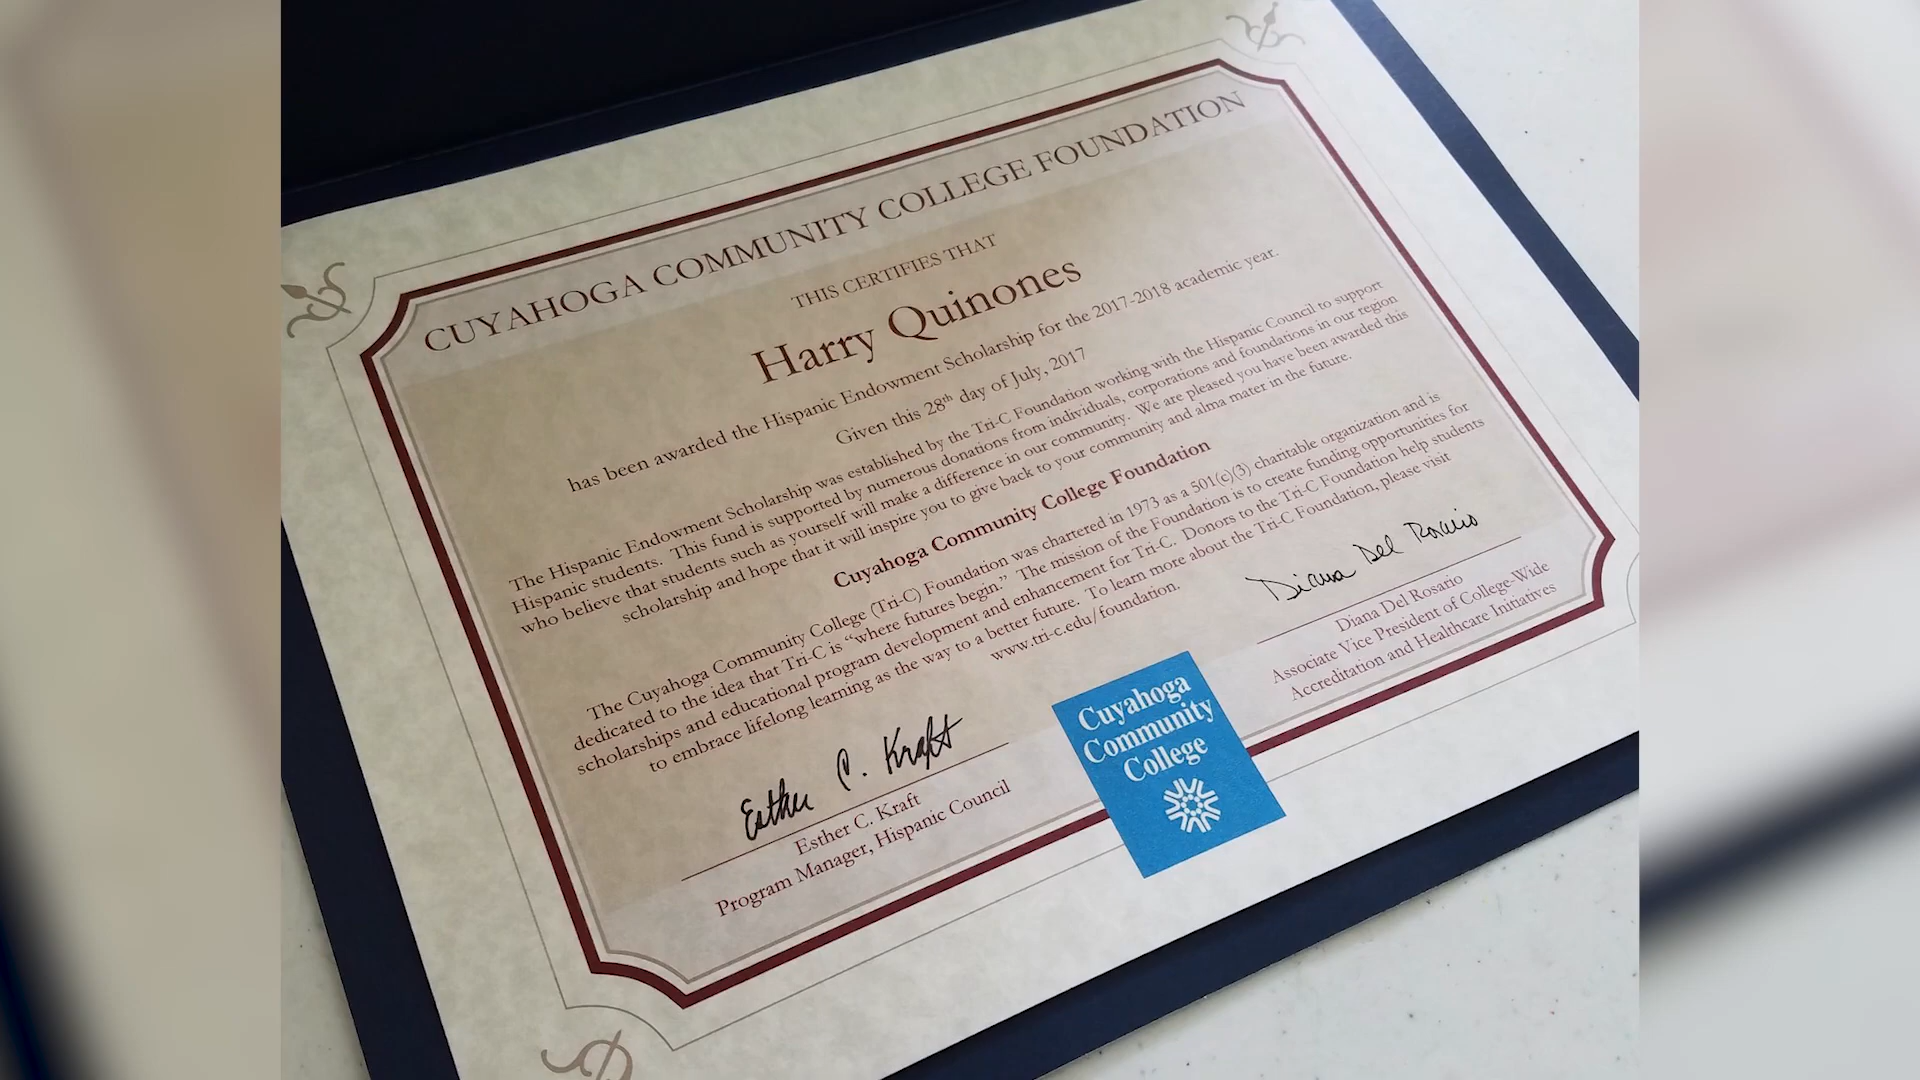 CUYAHOGA COMMUNITY COLLEGE FOUNDATION
THIS CERTIFIES THAT
Harry Quinones
has been awarded the Hispanic Endowment Scholarship for the 2017-2018 academic year.
Given this 28th day of July, 2017
The Hispanic Endowment Scholarship was established by the Tri-C Foundation working with the Hispanic Council to support
Hispanic students. This fund is supported by numerous donations from individuals, corporations and foundations in our region
who believe that students such as yourself will make a difference in our community. We are pleased you have been awarded this
scholarship and hope that it will inspire you to give back to your community and alma mater in the future.
Cuyahoga Community College Foundation
The Cuyahoga Community College (Tri-C) Foundation was chartered in 1973 as a 501(c)(3) charitable organization and is
dedicated to the idea that Tri-C is “where futures begin.” The mission of the Foundation is to create funding opportunities for
scholarships and educational program development and enhancement for Tri-C. Donors to the Tri-C Foundation help students
to embrace lifelong learning as the way to a better future. To learn more about the Tri-C Foundation, please visit
www.tri-c.edu/foundation.
Esther C. Kraft
Esther C. Kraft
Program Manager, Hispanic Council
Cuyahoga
Community
College
Diana Del Rosario
Diana Del Rosario
Associate Vice President of College-Wide
Accreditation and Healthcare Initiatives